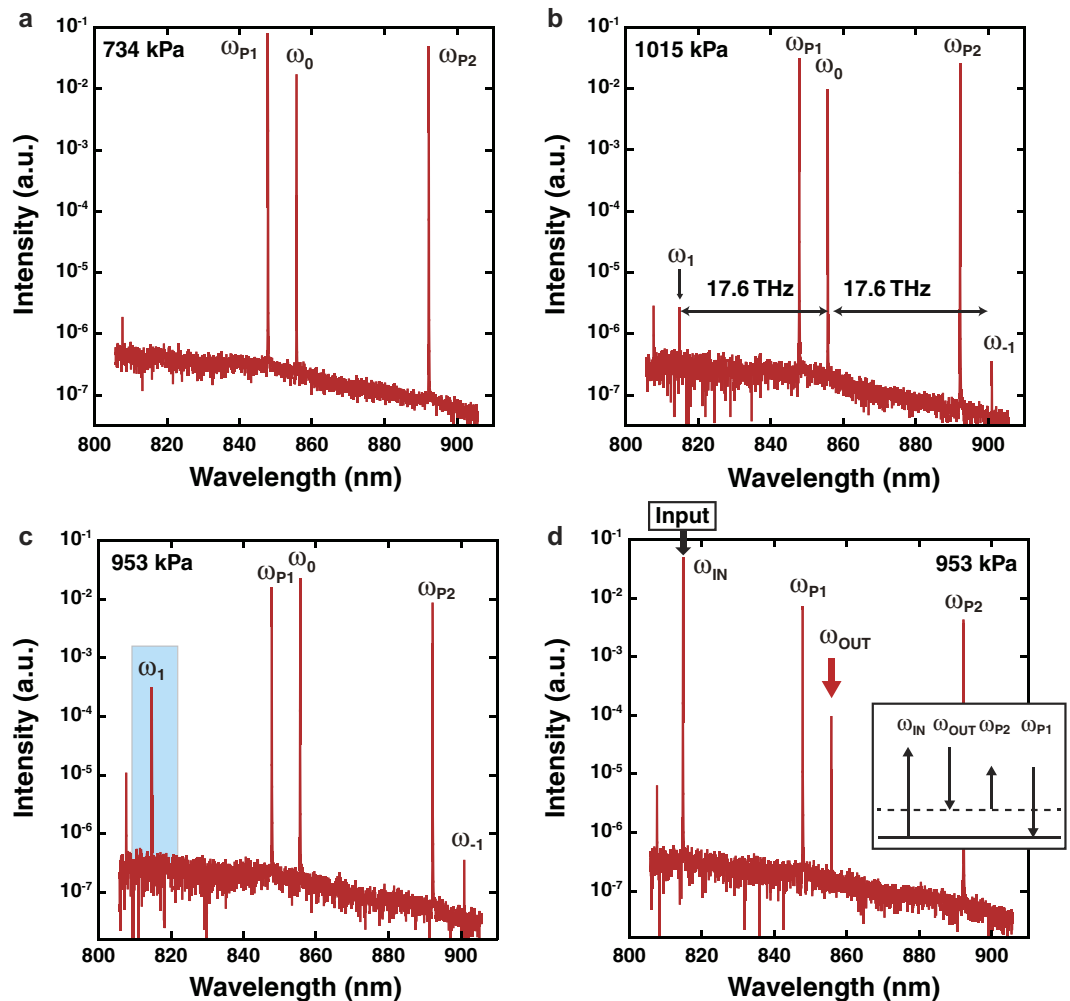 a
734 kPa
ωP1
ω0
ωP2
10-1
10-2
10-3
10-4
10-5
10-6
10-7
Intensity (a.u.)
800 820 840 860 880 900
Wavelength (nm)
b
1015 kPa
ωP1
ω0
ωP2
ω1
17.6 THz
17.6 THz
ω-1
10-1
10-2
10-3
10-4
10-5
10-6
10-7
Intensity (a.u.)
800 820 840 860 880 900
Wavelength (nm)
c
953 kPa
ωP1
ω0
ωP2
ω1
ω-1
10-1
10-2
10-3
10-4
10-5
10-6
10-7
Intensity (a.u.)
800 820 840 860 880 900
Wavelength (nm)
d
Input
953 kPa
ωIN
ωP1
ωP2
ωOUT
ωIN ωOUT ωP2 ωP1
10-1
10-2
10-3
10-4
10-5
10-6
10-7
Intensity (a.u.)
800 820 840 860 880 900
Wavelength (nm)